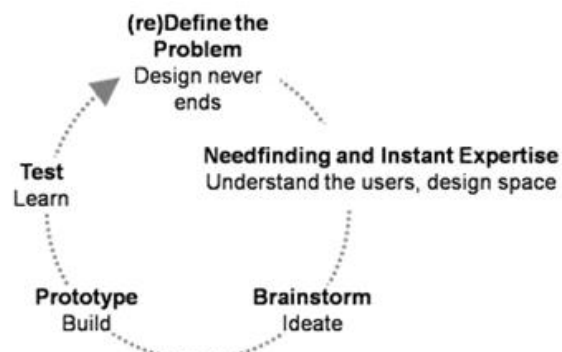 (re)Define the
Problem
Design never
ends
Needfinding and Instant Expertise
Understand the users, design space
Test
Learn
Prototype
Build
Brainstorm
Ideate